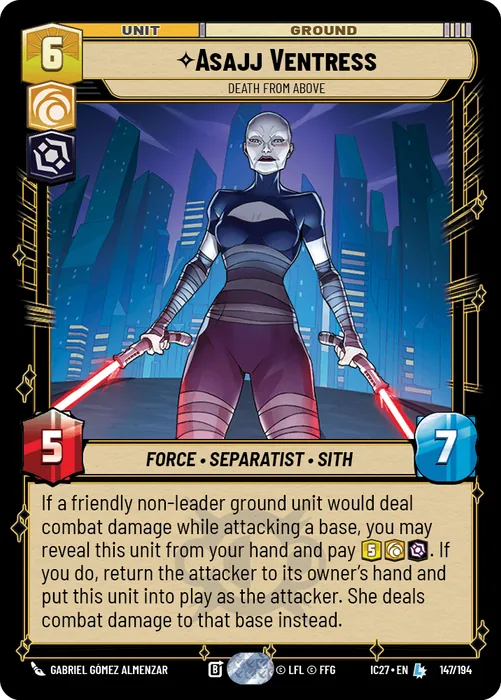 6
UNIT
GROUND
✧ASAJJ VENTRESS
DEATH FROM ABOVE
5
7
FORCE • SEPARATIST • SITH
If a friendly non-leader ground unit would deal
combat damage while attacking a base, you may
reveal this unit from your hand and pay 5. If
you do, return the attacker to its owner's hand and
put this unit into play as the attacker. She deals
combat damage to that base instead.
GABRIEL GÓMEZ ALMENZAR
B
© LFL © FFG
IC27 • EN
L
147/194